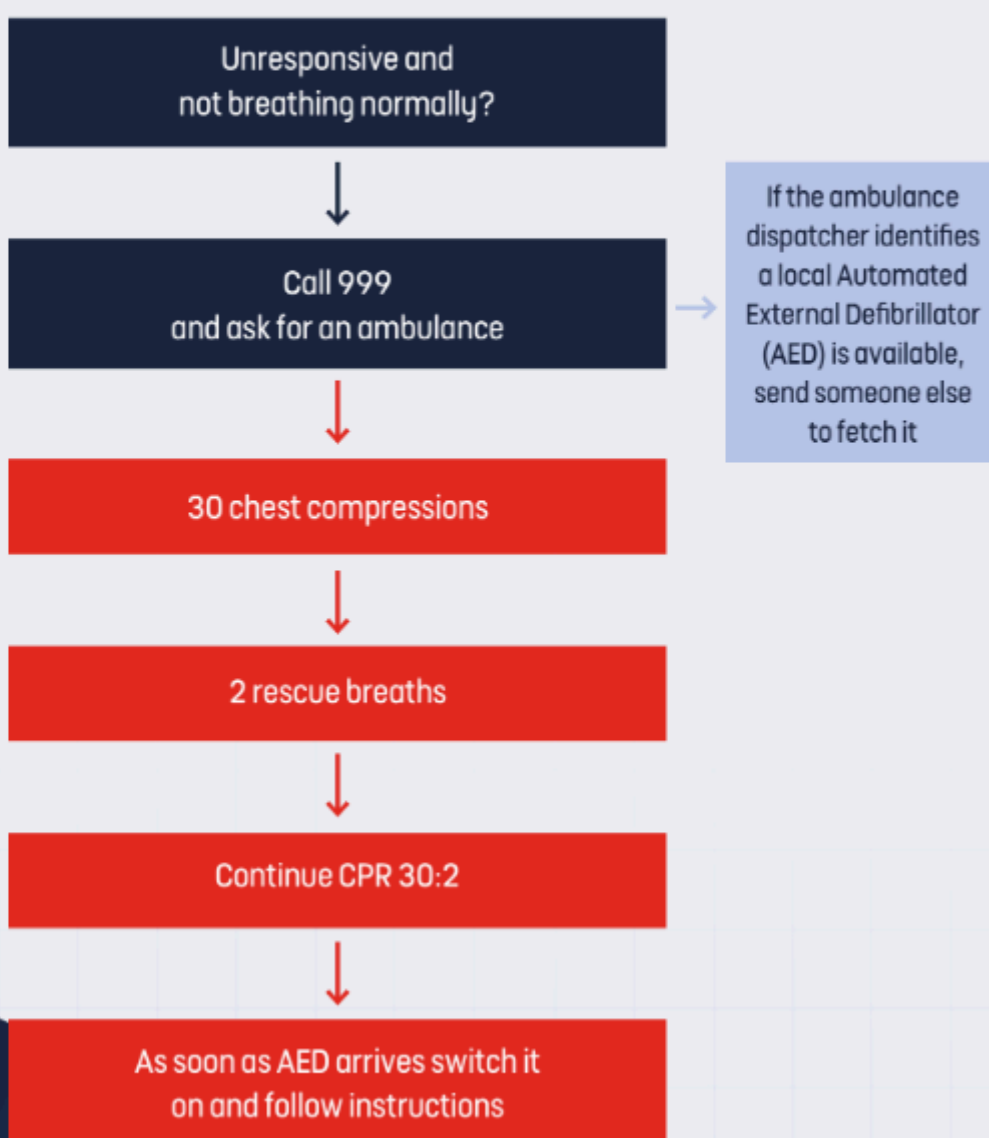 Unresponsive and
not breathing normally?
Call 999
and ask for an ambulance
If the ambulance
dispatcher identifies
a local Automated
External Defibrillator
(AED) is available,
send someone else
to fetch it
30 chest compressions
2 rescue breaths
Continue CPR 30:2
As soon as AED arrives switch it
on and follow instructions